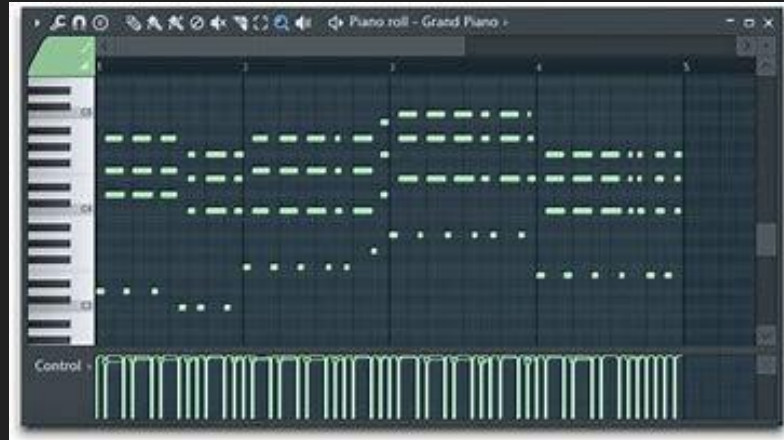 Piano roll - Grand Piano
1 2 3 4 5
C5
C4
C3
Control